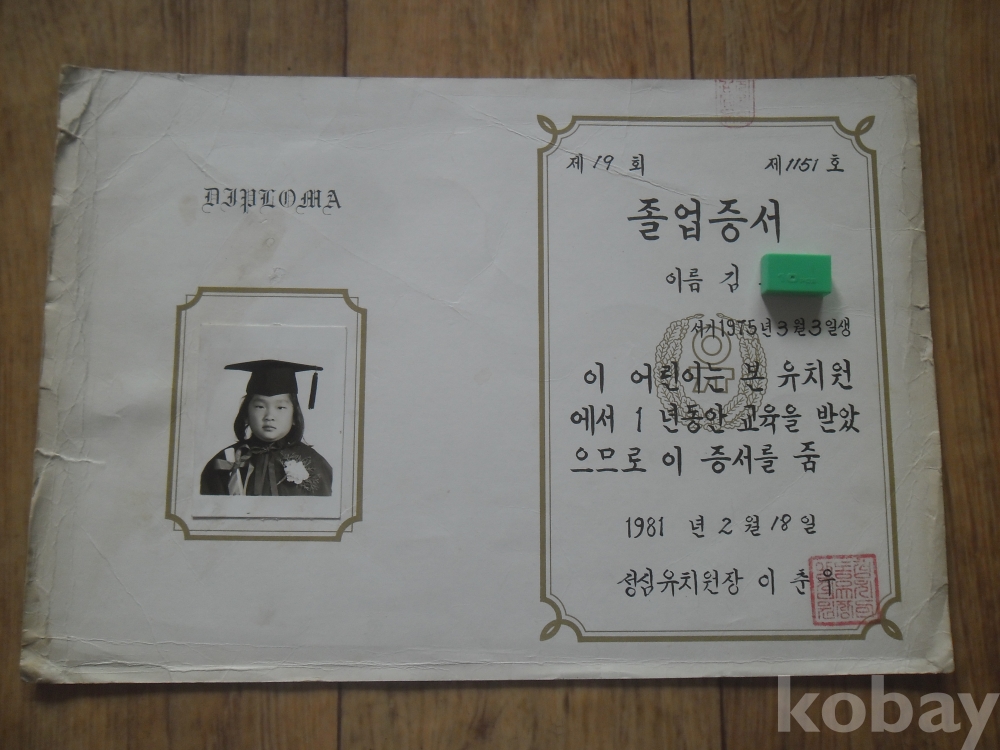 DIPLOMA
제 19 회 제 1151 호
졸업증서
이름 김
서기 1975년 3월 3일생
이 어린이는 본 유치원
에서 1 년동안 교육을 받았
으므로 이 증서를 줌
1981 년 2 월 18 일
성심유치원장 이 춘우
kobay